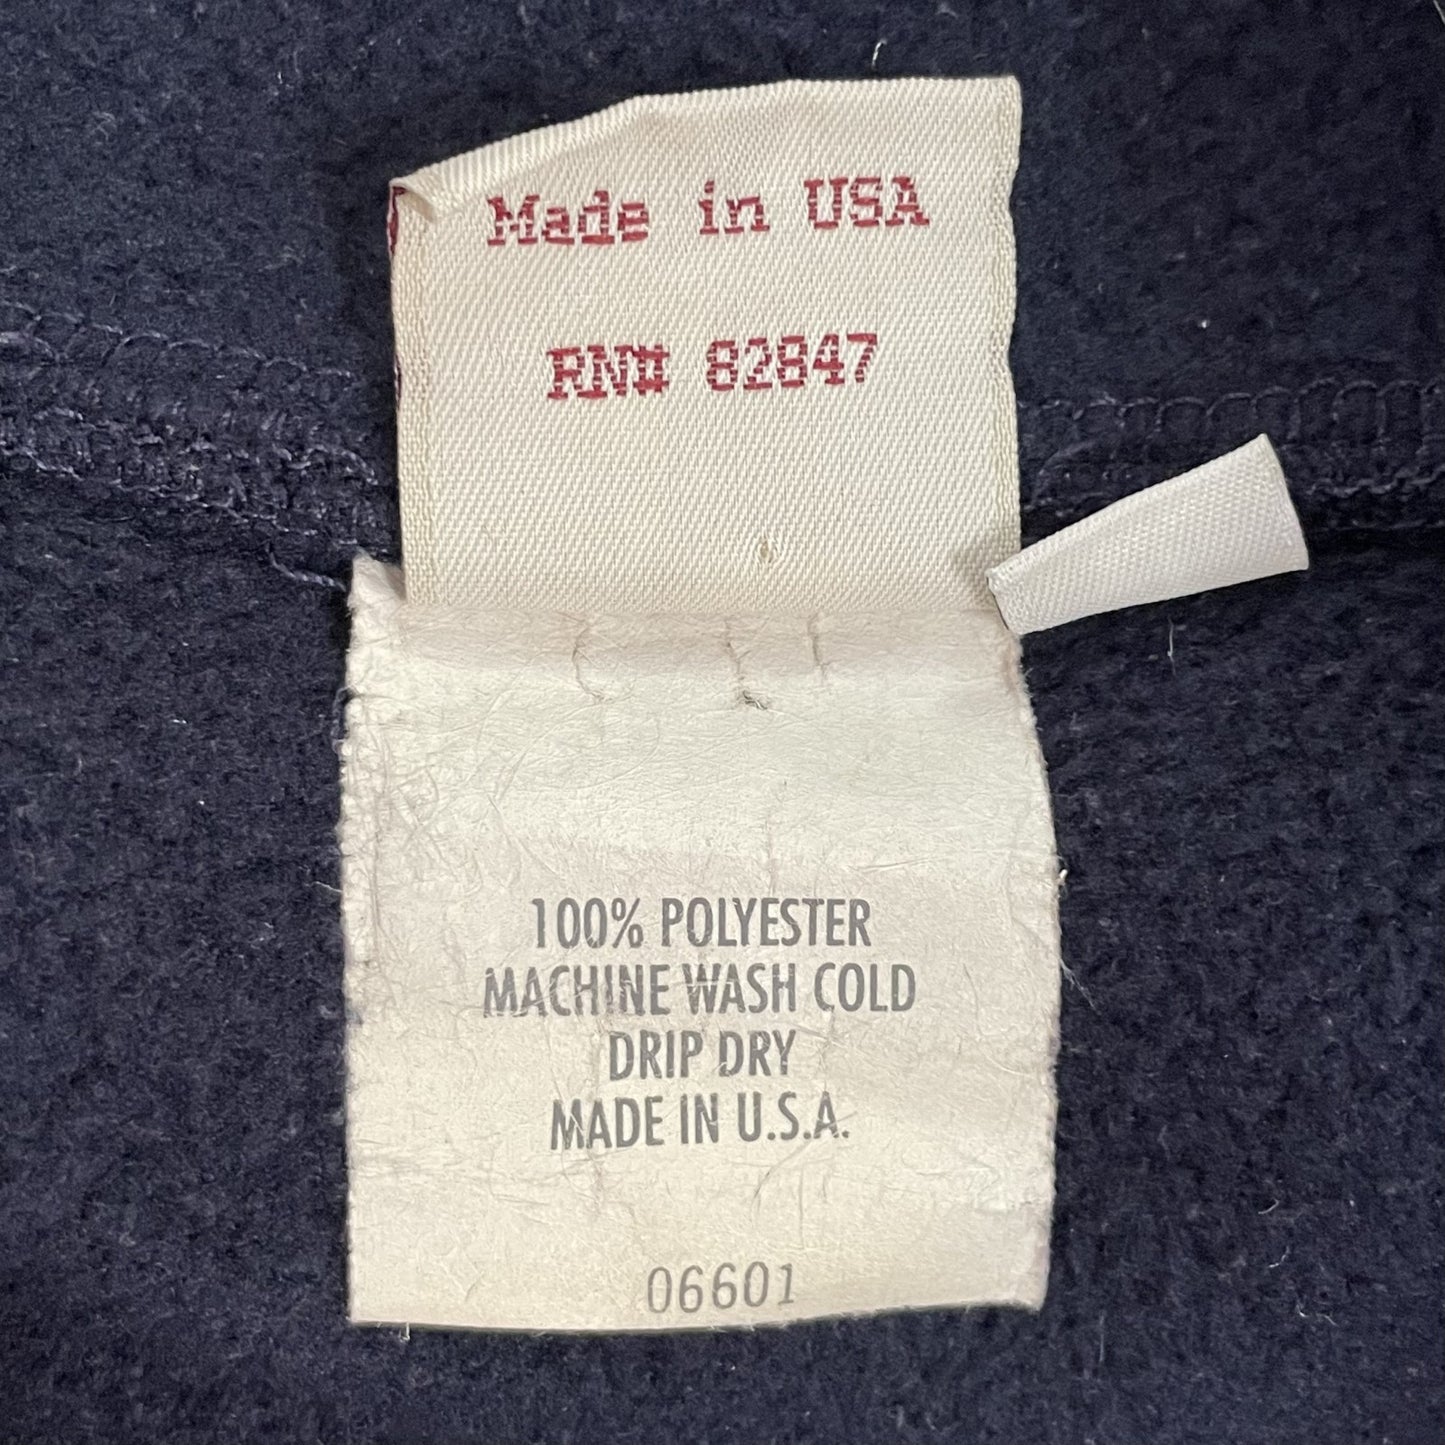 Made in USA
RN# 82847
100% POLYESTER
MACHINE WASH COLD
DRIP DRY
MADE IN U.S.A.
06601